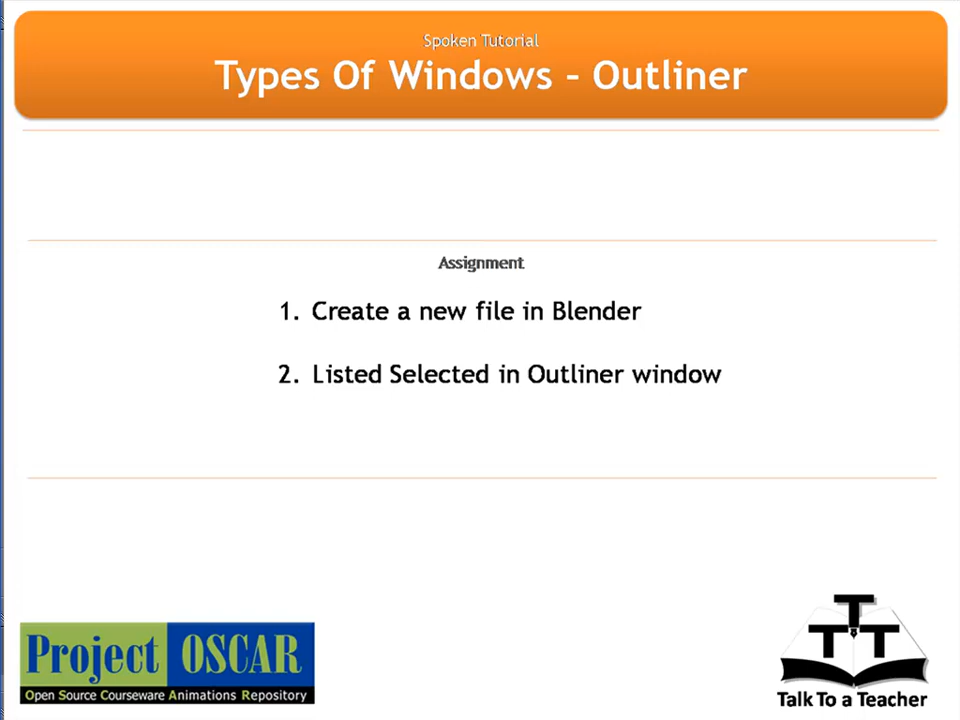 Spoken Tutorial
Types Of Windows – Outliner
Assignment
1. Create a new file in Blender
2. Listed Selected in Outliner window
Project OSCAR
Open Source Courseware Animations Repository
T
T T
Talk To a Teacher